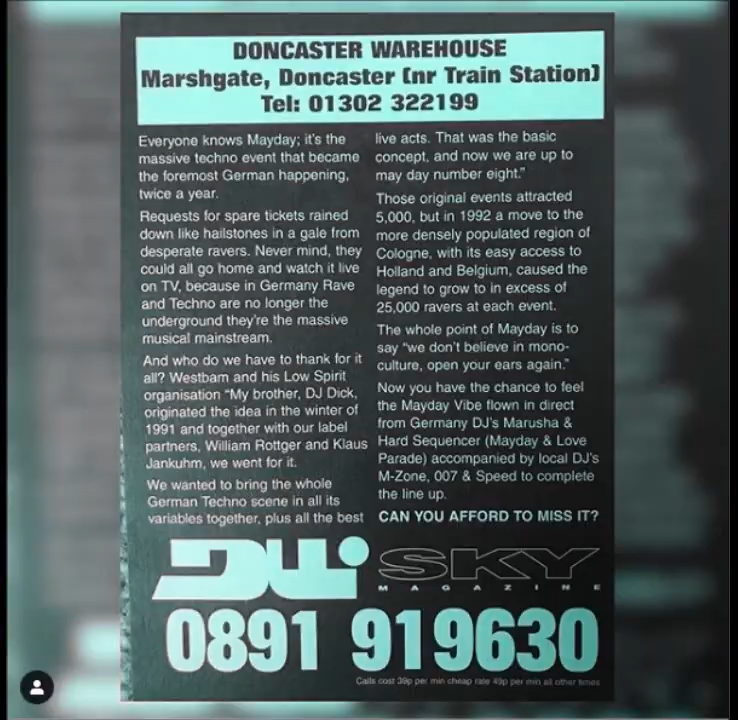 DONCASTER WAREHOUSE
Marshgate, Doncaster (nr Train Station)
Tel: 01302 322199
Everyone knows Mayday; it's the
massive techno event that became
the foremost German happening,
twice a year.
Requests for spare tickets rained
down like hailstones in a gale from
desperate ravers. Never mind, they
could all go home and watch it live
on TV, because in Germany Rave
and Techno are no longer the
underground they're the massive
musical mainstream.
And who do we have to thank for it
all? Westbam and his Low Spirit
organisation "My brother, DJ Dick,
originated the idea in the winter of
1991 and together with our label
partners, William Rottger and Klaus
Jankuhm, we went for it.
We wanted to bring the whole
German Techno scene in all its
variables together, plus all the best
live acts. That was the basic
concept, and now we are up to
may day number eight."
Those original events attracted
5,000, but in 1992 a move to the
more densely populated region of
Cologne, with its easy access to
Holland and Belgium, caused the
legend to grow to in excess of
25,000 ravers at each event.
The whole point of Mayday is to
say "we don't believe in mono-
culture, open your ears again."
Now you have the chance to feel
the Mayday Vibe flown in direct
from Germany DJ's Marusha &
Hard Sequencer (Mayday & Love
Parade) accompanied by local DJ's
M-Zone, 007 & Speed to complete
the line up.
CAN YOU AFFORD TO MISS IT?
SKY
MAGAZINE
0891 919630
Calls cost 39p per min cheap rate 49p per min all other times